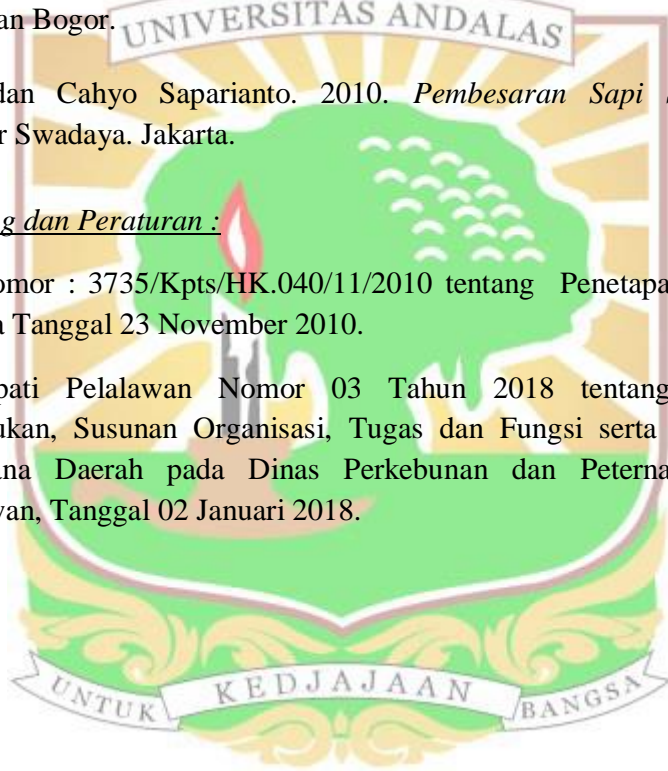 an Bogor.
UNIVERSITAS ANDALAS
dan Cahyo Saparianto. 2010. Pembesaran Sapi
r Swadaya. Jakarta.
g dan Peraturan :
omor : 3735/Kpts/HK.040/11/2010 tentang Penetapa
a Tanggal 23 November 2010.
pati Pelalawan Nomor 03 Tahun 2018 tentang
ukan, Susunan Organisasi, Tugas dan Fungsi serta
na Daerah pada Dinas Perkebunan dan Peterna
van, Tanggal 02 Januari 2018.
UNTUK KEDJAJAAN BANGSA